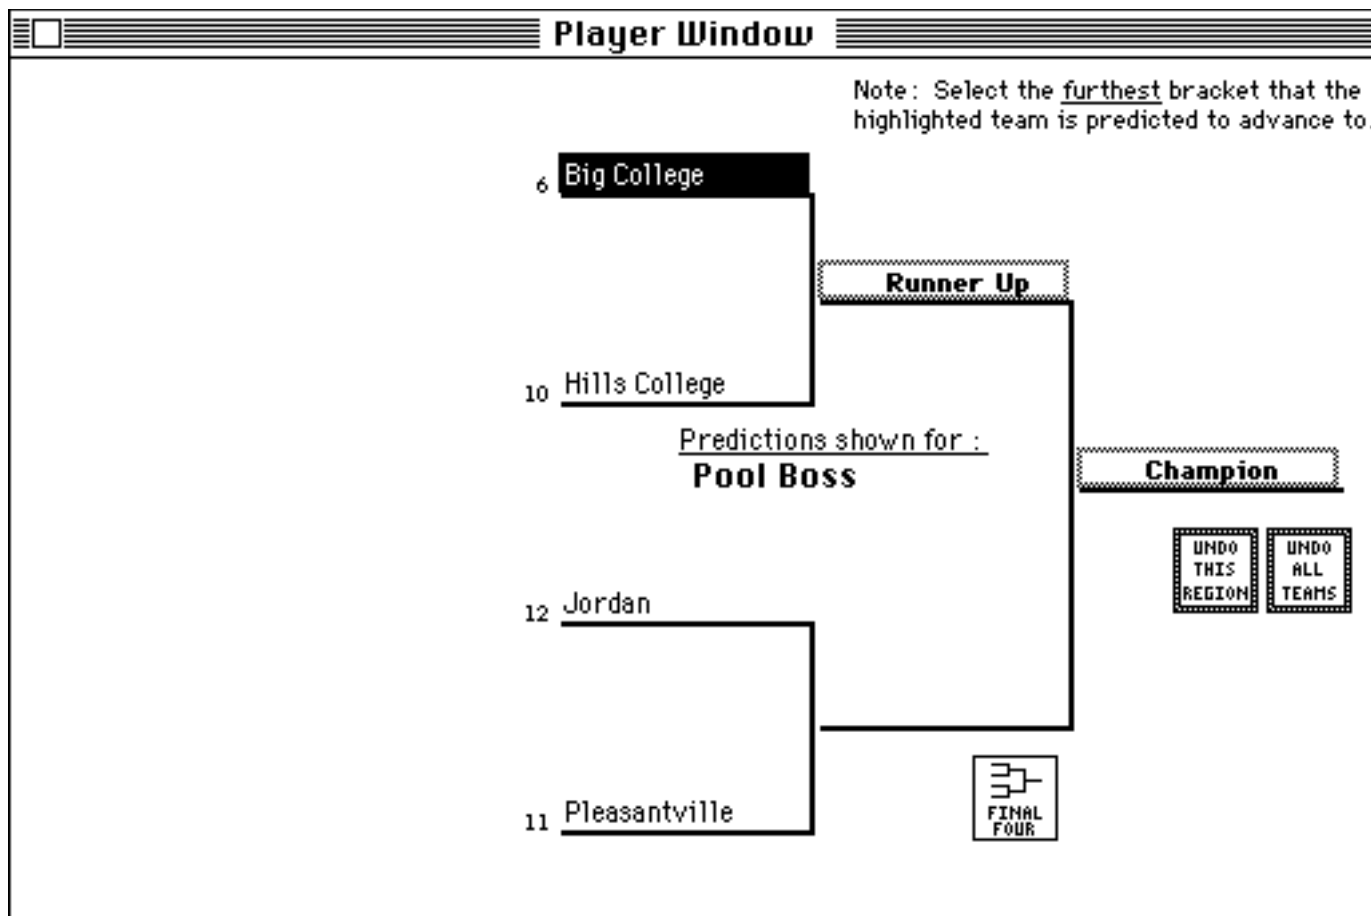 Player Window
Note: Select the furthest bracket that the
highlighted team is predicted to advance to.
6 Big College
Runner Up
10 Hills College
Predictions shown for :
Pool Boss
Champion
UNDO
THIS
REGION
UNDO
ALL
TEAMS
12 Jordan
FINAL
FOUR
11 Pleasantville